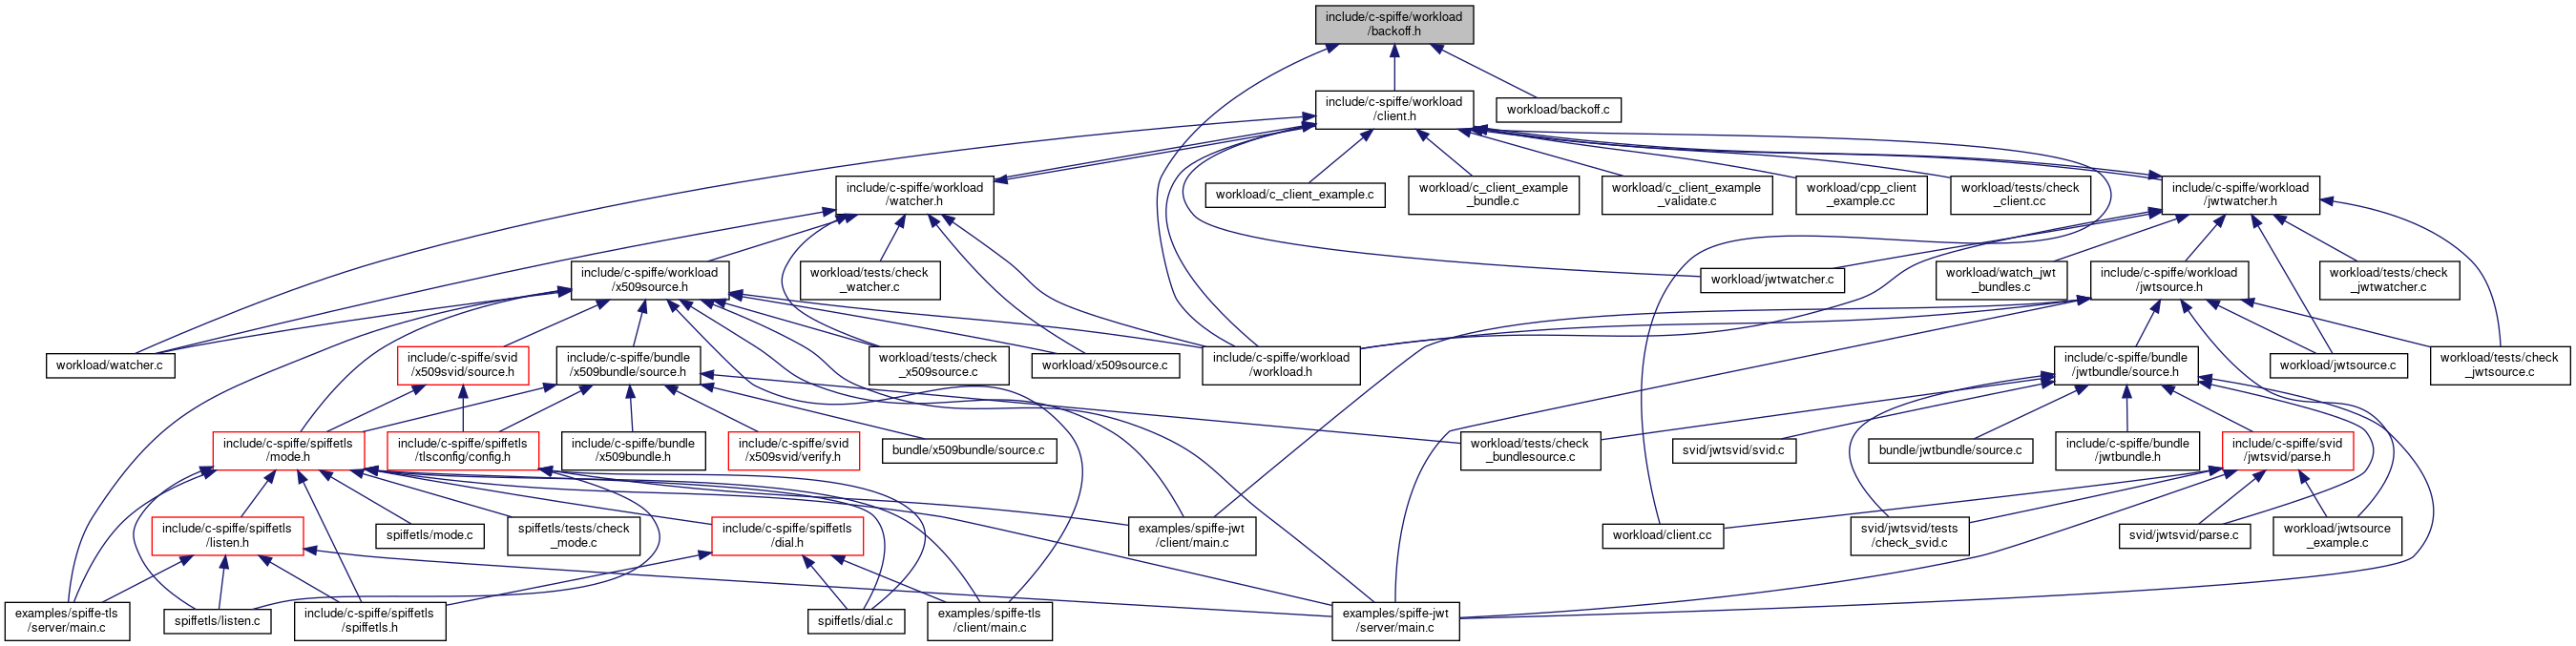 include/c-spiffe/workload
/backoff.h
include/c-spiffe/workload
/client.h
workload/backoff.c
include/c-spiffe/workload
/watcher.h
workload/c_client_example.c
workload/c_client_example
_bundle.c
workload/c_client_example
_validate.c
workload/cpp_client
_example.cc
workload/tests/check
_client.cc
include/c-spiffe/workload
/jwtwatcher.h
include/c-spiffe/workload
/x509source.h
workload/tests/check
_watcher.c
workload/jwtwatcher.c
workload/watch_jwt
_bundles.c
include/c-spiffe/workload
/jwtsource.h
workload/tests/check
_jwtwatcher.c
workload/watcher.c
include/c-spiffe/svid
/x509svid/source.h
include/c-spiffe/bundle
/x509bundle/source.h
workload/tests/check
_x509source.c
workload/x509source.c
include/c-spiffe/workload
/workload.h
include/c-spiffe/bundle
/jwtbundle/source.h
workload/jwtsource.c
workload/tests/check
_jwtsource.c
include/c-spiffe/spiffetls
/mode.h
include/c-spiffe/spiffetls
/tlsconfig/config.h
include/c-spiffe/bundle
/x509bundle.h
include/c-spiffe/svid
/x509svid/verify.h
bundle/x509bundle/source.c
workload/tests/check
_bundlesource.c
svid/jwtsvid/svid.c
bundle/jwtbundle/source.c
include/c-spiffe/bundle
/jwtbundle.h
include/c-spiffe/svid
/jwtsvid/parse.h
include/c-spiffe/spiffetls
/listen.h
spiffetls/mode.c
spiffetls/tests/check
_mode.c
include/c-spiffe/spiffetls
/dial.h
examples/spiffe-jwt
/client/main.c
workload/client.cc
svid/jwtsvid/tests
/check_svid.c
svid/jwtsvid/parse.c
workload/jwtsource
_example.c
examples/spiffe-tls
/server/main.c
spiffetls/listen.c
include/c-spiffe/spiffetls
/spiffetls.h
spiffetls/dial.c
examples/spiffe-tls
/client/main.c
examples/spiffe-jwt
/server/main.c